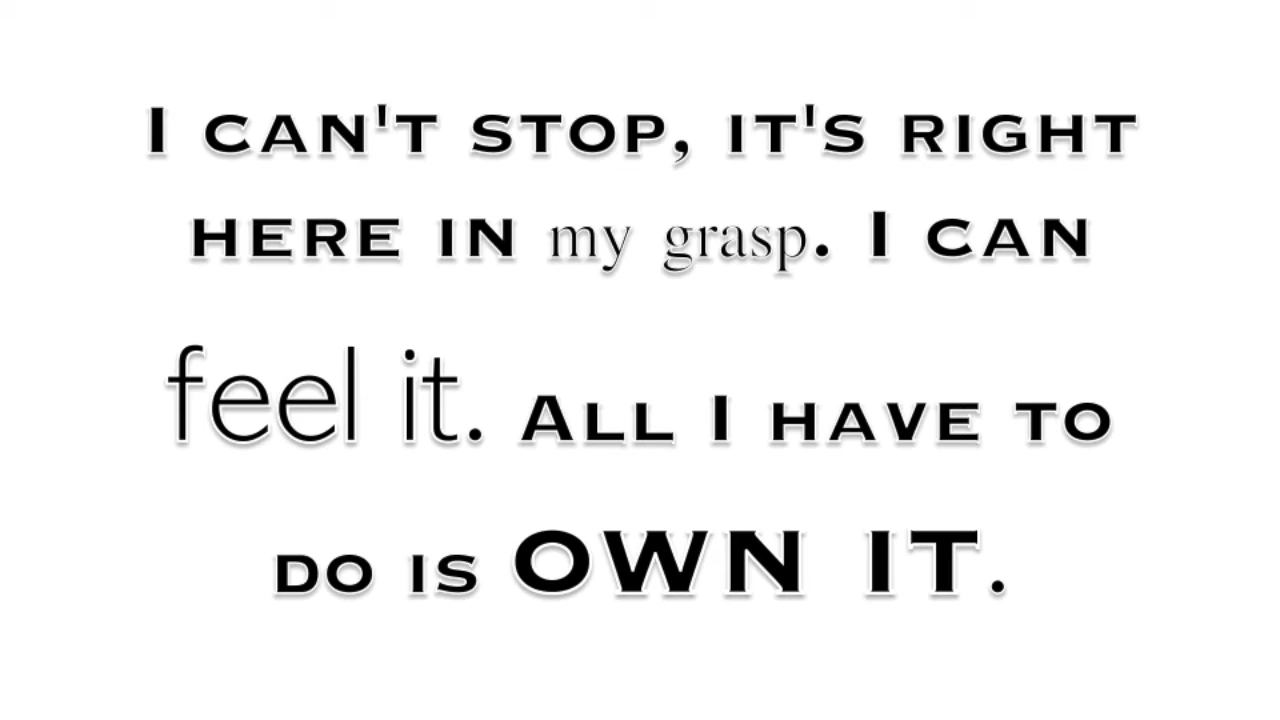 I CAN'T STOP, IT'S RIGHT
HERE IN my grasp. I CAN
feel it. ALL I HAVE TO
DO IS OWN IT.